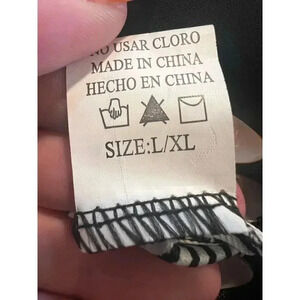 NO USAR CLORO
MADE IN CHINA
HECHO EN CHINA
SIZE:L/XL